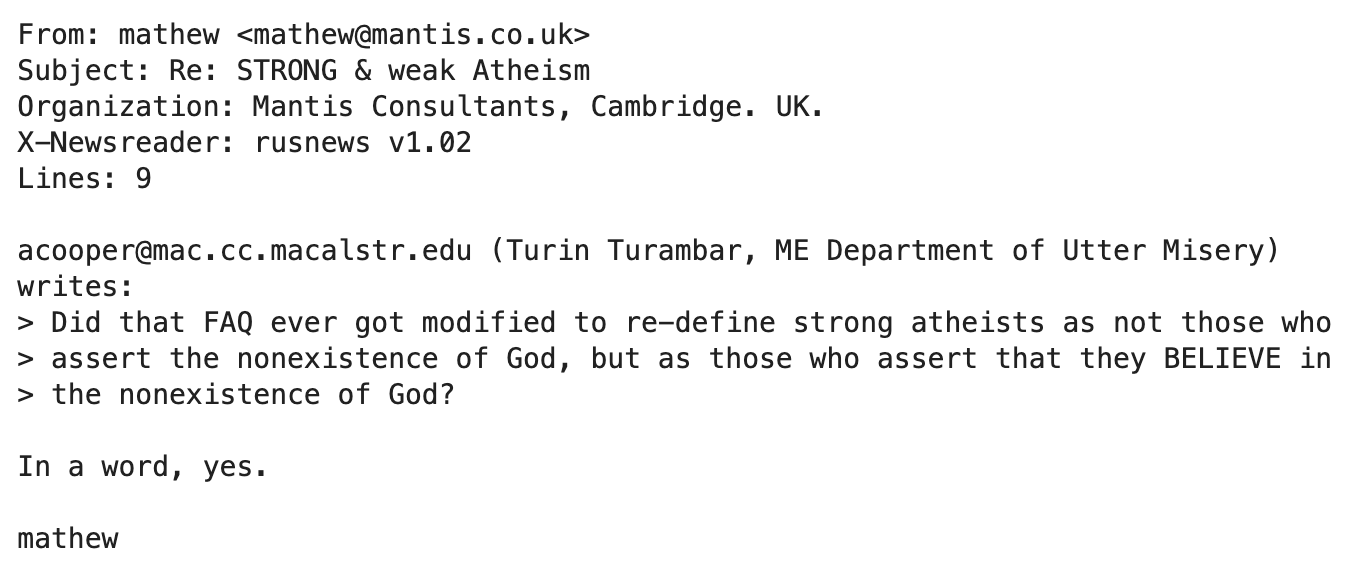 From: mathew <mathew@mantis.co.uk>
Subject: Re: STRONG & weak Atheism
Organization: Mantis Consultants, Cambridge. UK.
X-Newsreader: rusnews v1.02
Lines: 9

acooper@mac.cc.macalstr.edu (Turin Turambar, ME Department of Utter Misery)
writes:
> Did that FAQ ever got modified to re-define strong atheists as not those who
> assert the nonexistence of God, but as those who assert that they BELIEVE in
> the nonexistence of God?

In a word, yes.

mathew